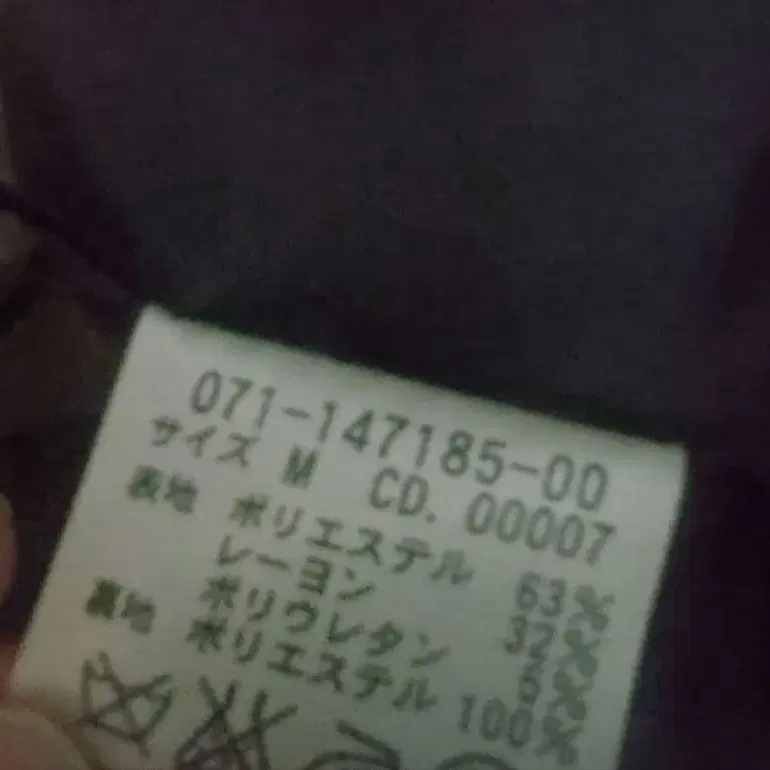 071-147185-00
サイズ M CD. 00007
表地 ポリエステル 63%
レーヨン 32%
ポリウレタン 5%
裏地 ポリエステル 100%